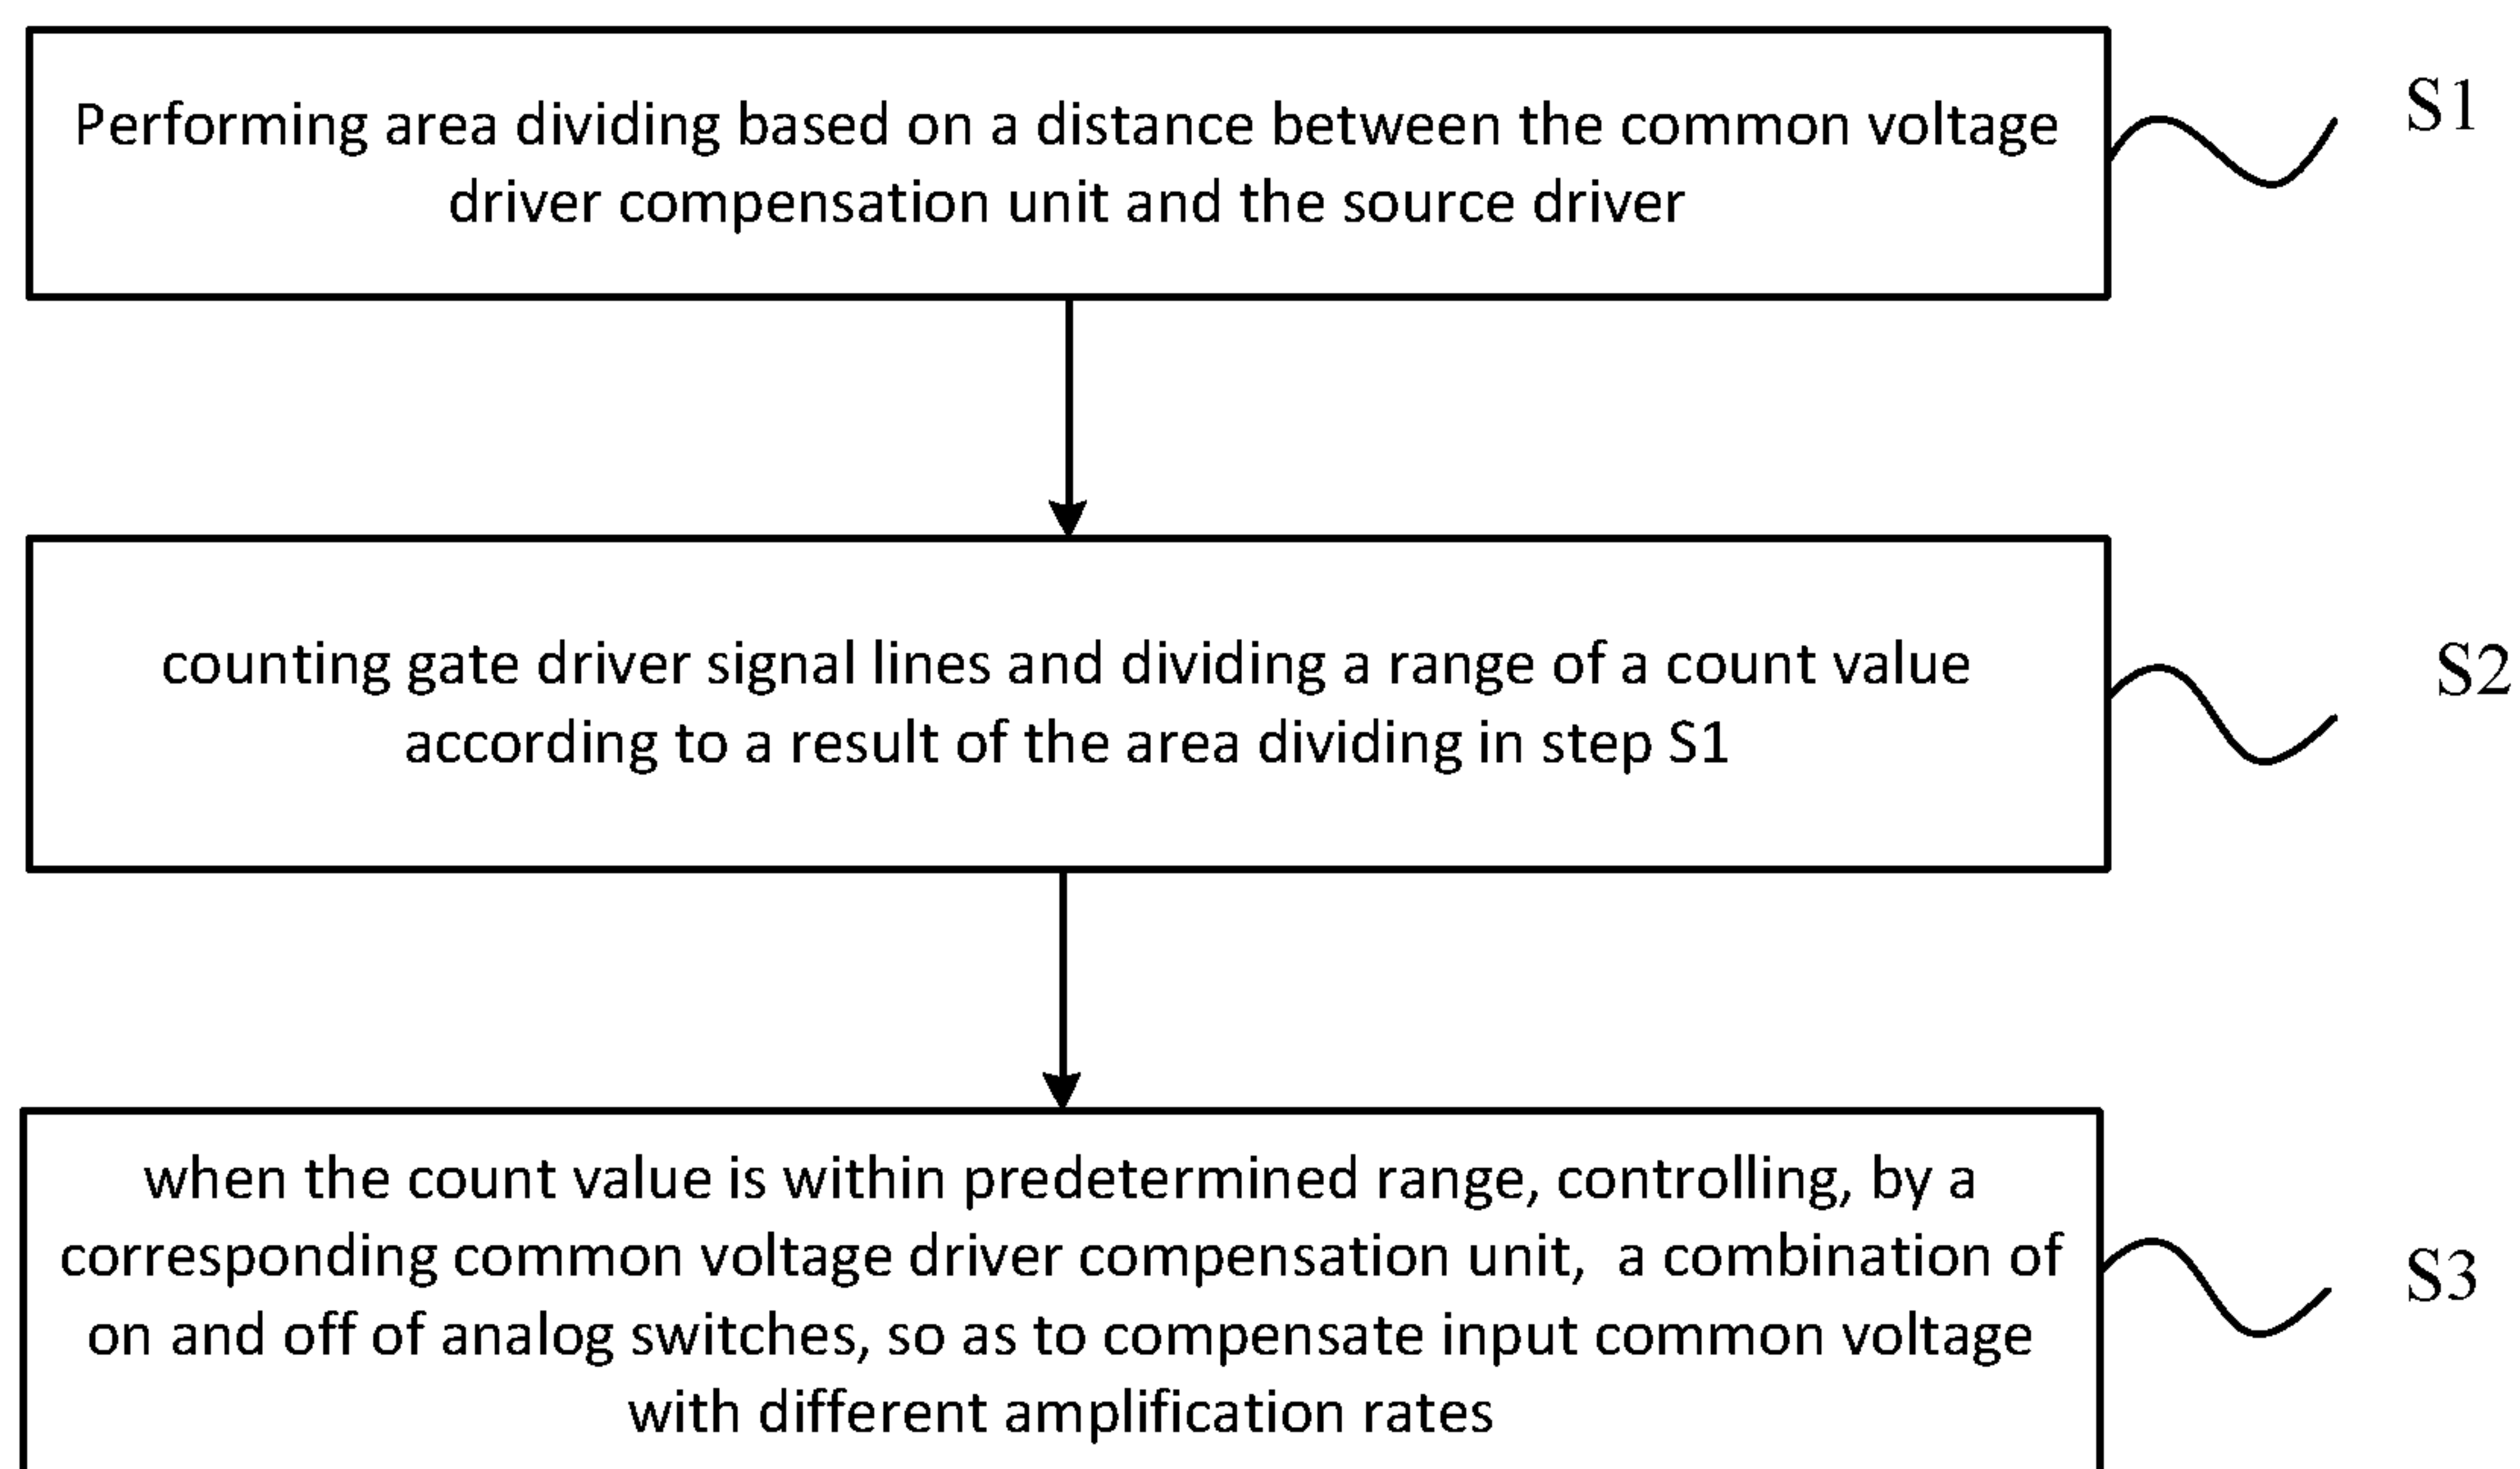 Performing area dividing based on a distance between the common voltage
driver compensation unit and the source driver
S1
counting gate driver signal lines and dividing a range of a count value
according to a result of the area dividing in step S1
S2
when the count value is within predetermined range, controlling, by a
corresponding common voltage driver compensation unit, a combination of
on and off of analog switches, so as to compensate input common voltage
with different amplification rates
S3